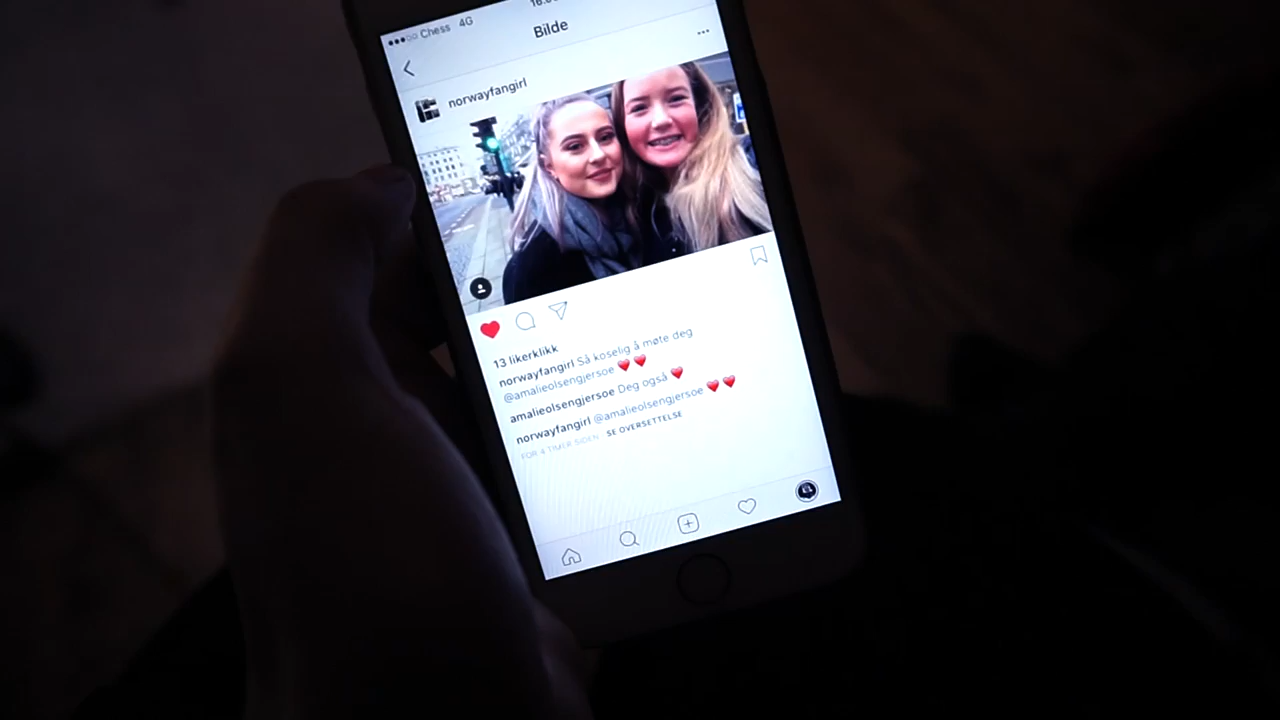 Chess 4G
Bilde
norwayfangirl
13 likerklikk
norwayfangirl Så koselig å møte deg
@amalieolsengjersoe ❤️❤️
amalieolsengjersoe Deg også ❤️
norwayfangirl @amalieolsengjersoe ❤️❤️
FOR 4 TIMER SIDEN · SE OVERSETTELSE